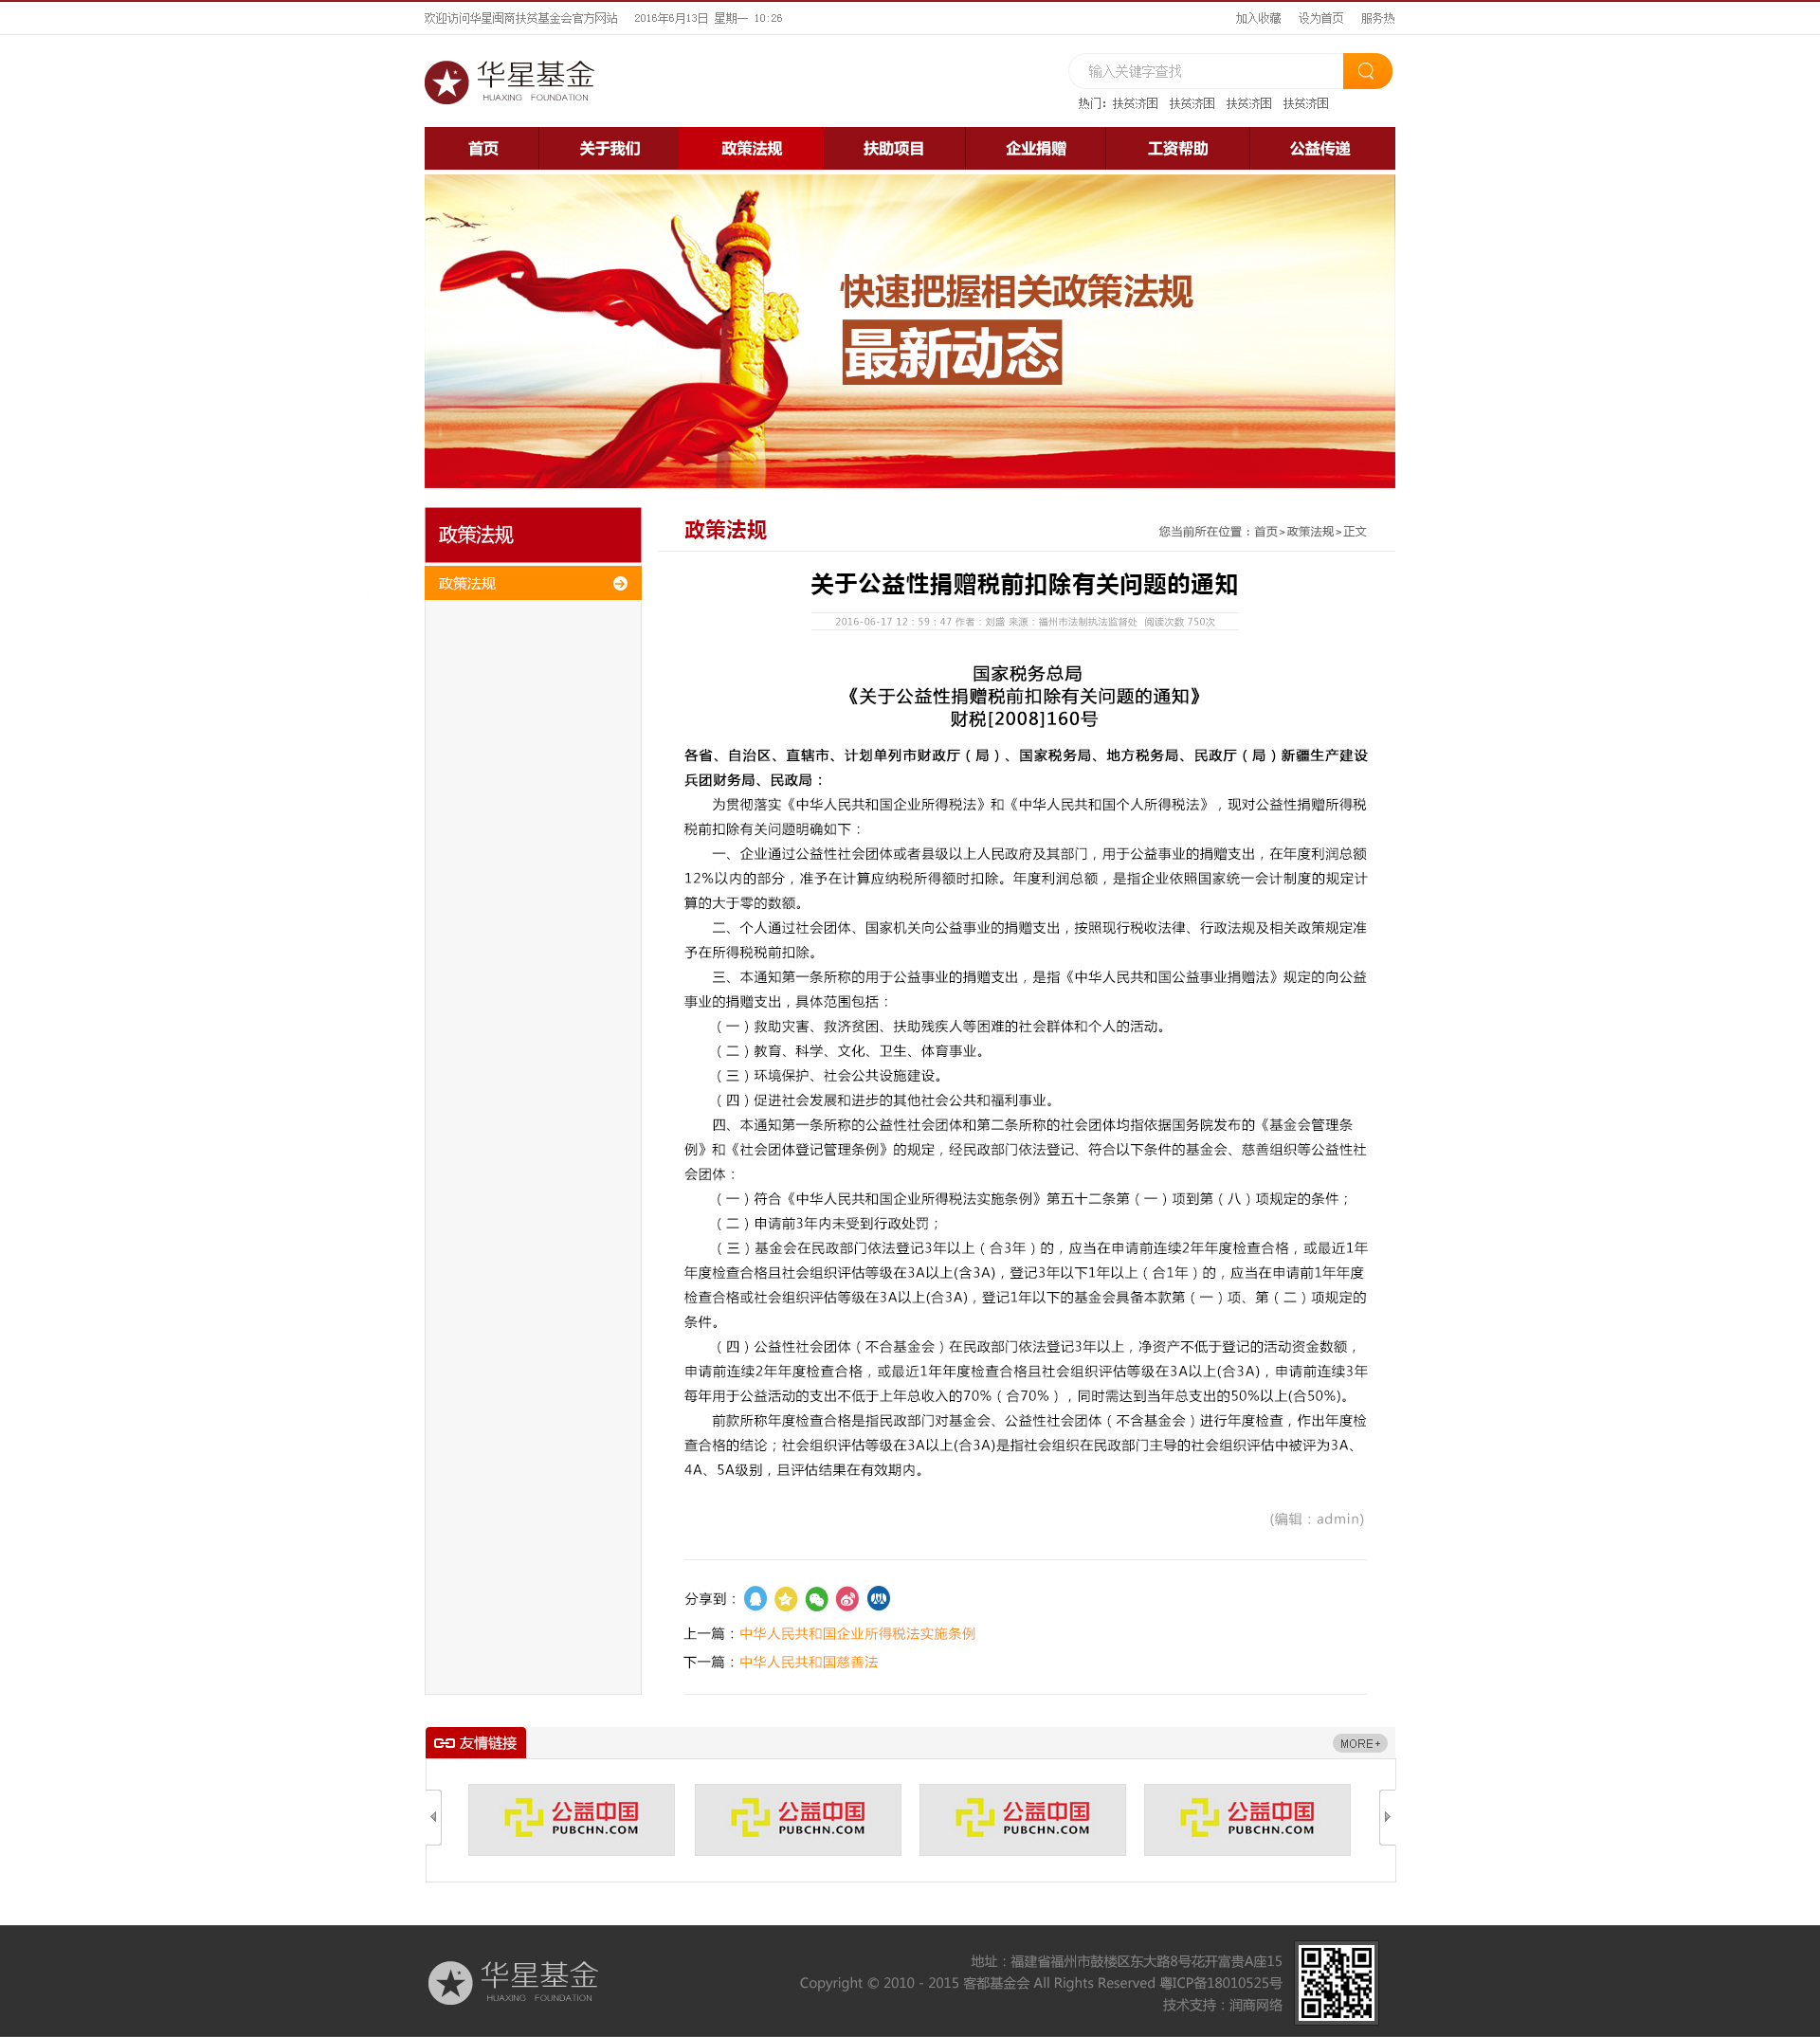 欢迎访问华星闽商扶贫基金会官方网站 2016年6月13日 星期一 10:26 加入收藏 设为首页 服务热
华星基金
HUAXING FOUNDATION
输入关键字查找
热门: 扶贫济困 扶贫济困 扶贫济困 扶贫济困
首页 关于我们 政策法规 扶助项目 企业捐赠 工资帮助 公益传递
快速把握相关政策法规
最新动态
政策法规
政策法规
政策法规 您当前所在位置：首页>政策法规>正文
关于公益性捐赠税前扣除有关问题的通知
2016-06-17 12：59：47 作者：刘盛 来源：福州市法制执法监督处 阅读次数 750次
国家税务总局
《关于公益性捐赠税前扣除有关问题的通知》
财税[2008]160号
各省、自治区、直辖市、计划单列市财政厅（局）、国家税务局、地方税务局、民政厅（局）新疆生产建设
兵团财务局、民政局：
为贯彻落实《中华人民共和国企业所得税法》和《中华人民共和国个人所得税法》，现对公益性捐赠所得税
税前扣除有关问题明确如下：
一、企业通过公益性社会团体或者县级以上人民政府及其部门，用于公益事业的捐赠支出，在年度利润总额
12%以内的部分，准予在计算应纳税所得额时扣除。年度利润总额，是指企业依照国家统一会计制度的规定计
算的大于零的数额。
二、个人通过社会团体、国家机关向公益事业的捐赠支出，按照现行税收法律、行政法规及相关政策规定准
予在所得税税前扣除。
三、本通知第一条所称的用于公益事业的捐赠支出，是指《中华人民共和国公益事业捐赠法》规定的向公益
事业的捐赠支出，具体范围包括：
（一）救助灾害、救济贫困、扶助残疾人等困难的社会群体和个人的活动。
（二）教育、科学、文化、卫生、体育事业。
（三）环境保护、社会公共设施建设。
（四）促进社会发展和进步的其他社会公共和福利事业。
四、本通知第一条所称的公益性社会团体和第二条所称的社会团体均指依据国务院发布的《基金会管理条
例》和《社会团体登记管理条例》的规定，经民政部门依法登记、符合以下条件的基金会、慈善组织等公益性社
会团体：
（一）符合《中华人民共和国企业所得税法实施条例》第五十二条第（一）项到第（八）项规定的条件；
（二）申请前3年内未受到行政处罚；
（三）基金会在民政部门依法登记3年以上（合3年）的，应当在申请前连续2年年度检查合格，或最近1年
年度检查合格且社会组织评估等级在3A以上(含3A)，登记3年以下1年以上（合1年）的，应当在申请前1年年度
检查合格或社会组织评估等级在3A以上(合3A)，登记1年以下的基金会具备本款第（一）项、第（二）项规定的
条件。
（四）公益性社会团体（不合基金会）在民政部门依法登记3年以上，净资产不低于登记的活动资金数额，
申请前连续2年年度检查合格，或最近1年年度检查合格且社会组织评估等级在3A以上(合3A)，申请前连续3年
每年用于公益活动的支出不低于上年总收入的70%（合70%），同时需达到当年总支出的50%以上(合50%)。
前款所称年度检查合格是指民政部门对基金会、公益性社会团体（不含基金会）进行年度检查，作出年度检
查合格的结论；社会组织评估等级在3A以上(合3A)是指社会组织在民政部门主导的社会组织评估中被评为3A、
4A、5A级别，且评估结果在有效期内。
(编辑：admin)
分享到：
上一篇：中华人民共和国企业所得税法实施条例
下一篇：中华人民共和国慈善法
友情链接 MORE+
公益中国 公益中国 公益中国 公益中国
PUBCHN.COM PUBCHN.COM PUBCHN.COM PUBCHN.COM
华星基金
HUAXING FOUNDATION
地址：福建省福州市鼓楼区东大路8号花开富贵A座15
Copyright © 2010 - 2015 客都基金会 All Rights Reserved 粤ICP备18010525号
技术支持：润商网络